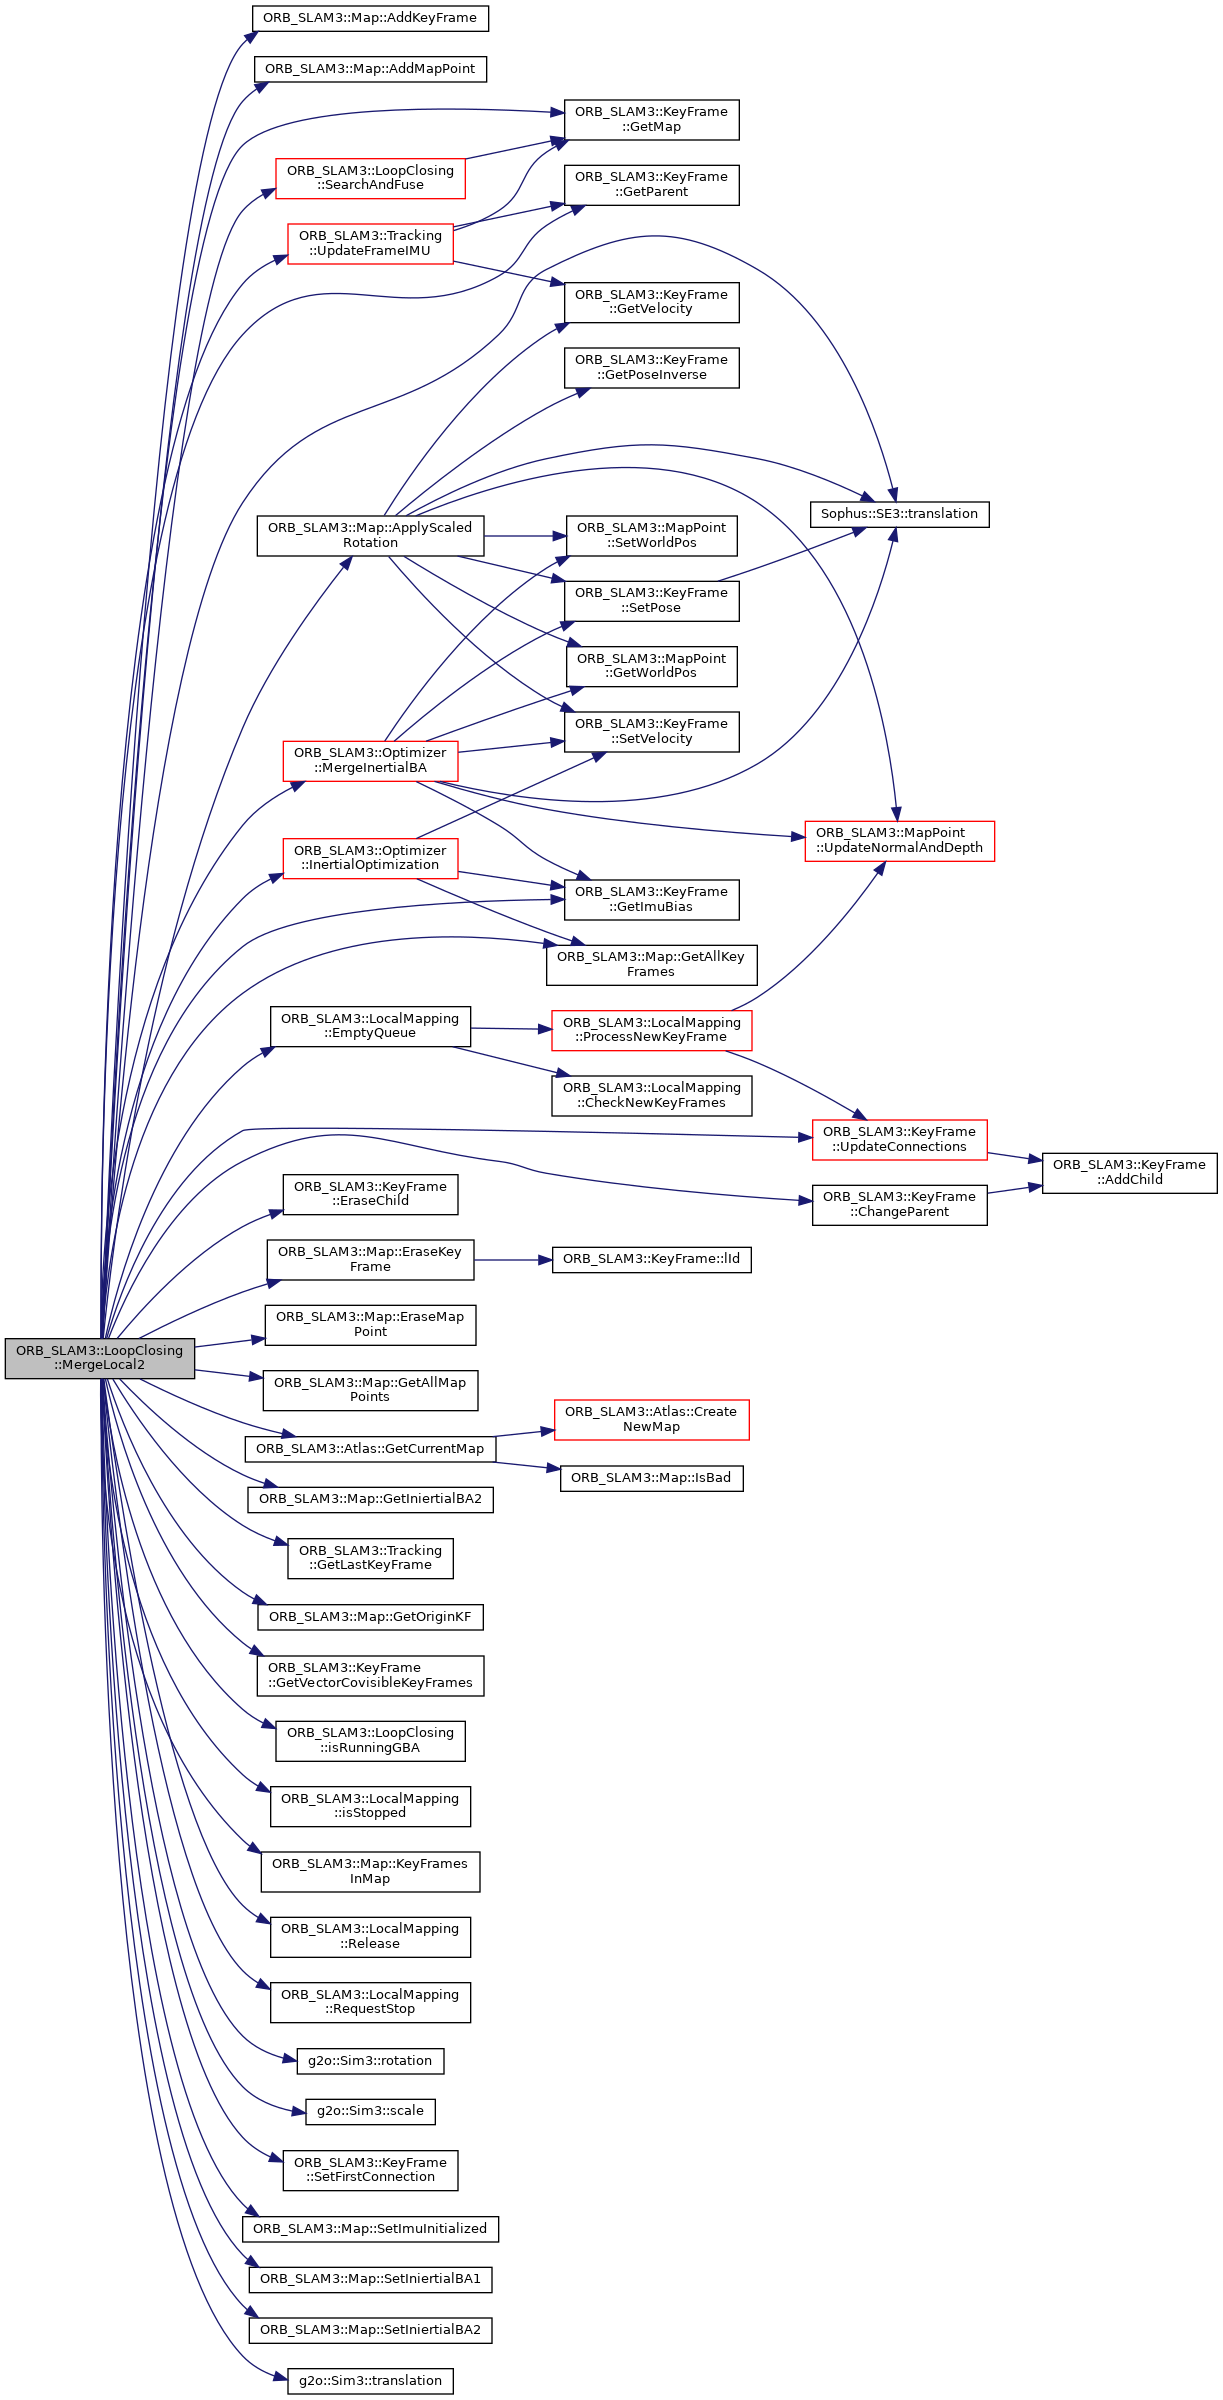 ORB_SLAM3::Map::AddKeyFrame
ORB_SLAM3::Map::AddMapPoint
ORB_SLAM3::KeyFrame
::GetMap
ORB_SLAM3::LoopClosing
::SearchAndFuse
ORB_SLAM3::KeyFrame
::GetParent
ORB_SLAM3::Tracking
::UpdateFrameIMU
ORB_SLAM3::KeyFrame
::GetVelocity
ORB_SLAM3::KeyFrame
::GetPoseInverse
Sophus::SE3::translation
ORB_SLAM3::Map::ApplyScaled
Rotation
ORB_SLAM3::MapPoint
::SetWorldPos
ORB_SLAM3::KeyFrame
::SetPose
ORB_SLAM3::MapPoint
::GetWorldPos
ORB_SLAM3::KeyFrame
::SetVelocity
ORB_SLAM3::Optimizer
::MergeInertialBA
ORB_SLAM3::MapPoint
::UpdateNormalAndDepth
ORB_SLAM3::Optimizer
::InertialOptimization
ORB_SLAM3::KeyFrame
::GetImuBias
ORB_SLAM3::Map::GetAllKey
Frames
ORB_SLAM3::LocalMapping
::EmptyQueue
ORB_SLAM3::LocalMapping
::ProcessNewKeyFrame
ORB_SLAM3::LocalMapping
::CheckNewKeyFrames
ORB_SLAM3::KeyFrame
::UpdateConnections
ORB_SLAM3::KeyFrame
::AddChild
ORB_SLAM3::KeyFrame
::EraseChild
ORB_SLAM3::KeyFrame
::ChangeParent
ORB_SLAM3::Map::EraseKey
Frame
ORB_SLAM3::KeyFrame::lId
ORB_SLAM3::Map::EraseMap
Point
ORB_SLAM3::LoopClosing
::MergeLocal2
ORB_SLAM3::Map::GetAllMap
Points
ORB_SLAM3::Atlas::Create
NewMap
ORB_SLAM3::Atlas::GetCurrentMap
ORB_SLAM3::Map::IsBad
ORB_SLAM3::Map::GetIniertialBA2
ORB_SLAM3::Tracking
::GetLastKeyFrame
ORB_SLAM3::Map::GetOriginKF
ORB_SLAM3::KeyFrame
::GetVectorCovisibleKeyFrames
ORB_SLAM3::LoopClosing
::isRunningGBA
ORB_SLAM3::LocalMapping
::isStopped
ORB_SLAM3::Map::KeyFrames
InMap
ORB_SLAM3::LocalMapping
::Release
ORB_SLAM3::LocalMapping
::RequestStop
g2o::Sim3::rotation
g2o::Sim3::scale
ORB_SLAM3::KeyFrame
::SetFirstConnection
ORB_SLAM3::Map::SetImuInitialized
ORB_SLAM3::Map::SetIniertialBA1
ORB_SLAM3::Map::SetIniertialBA2
g2o::Sim3::translation